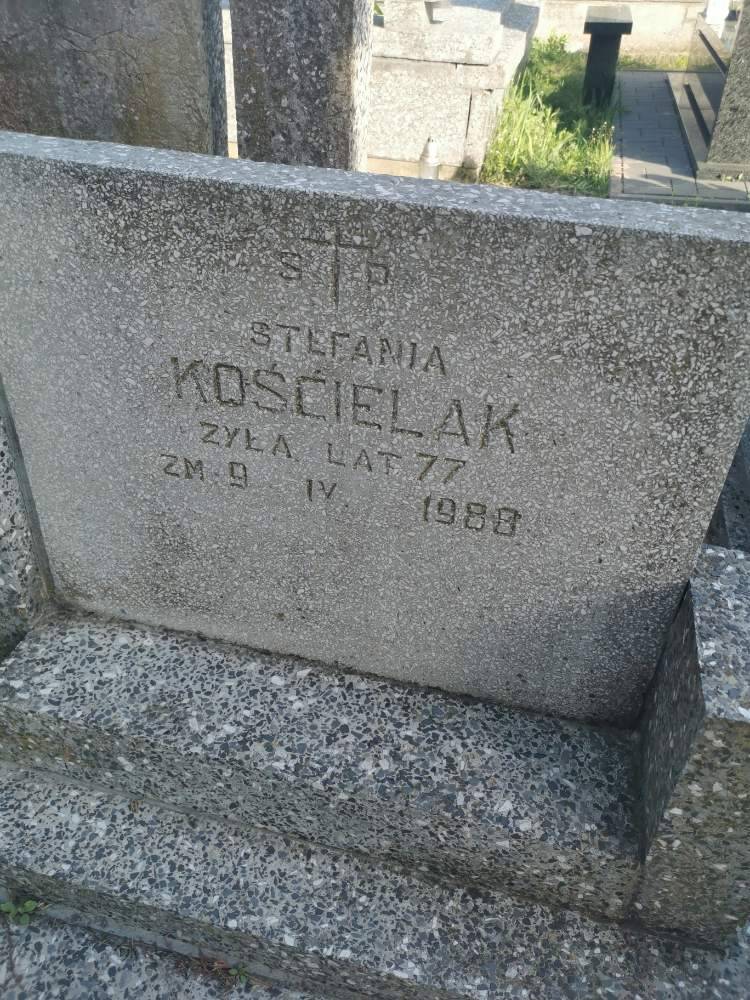 S P
STEFANIA
KOŚCIELAK
ŻYŁA LAT 77
ZM. 9 IV. 1988